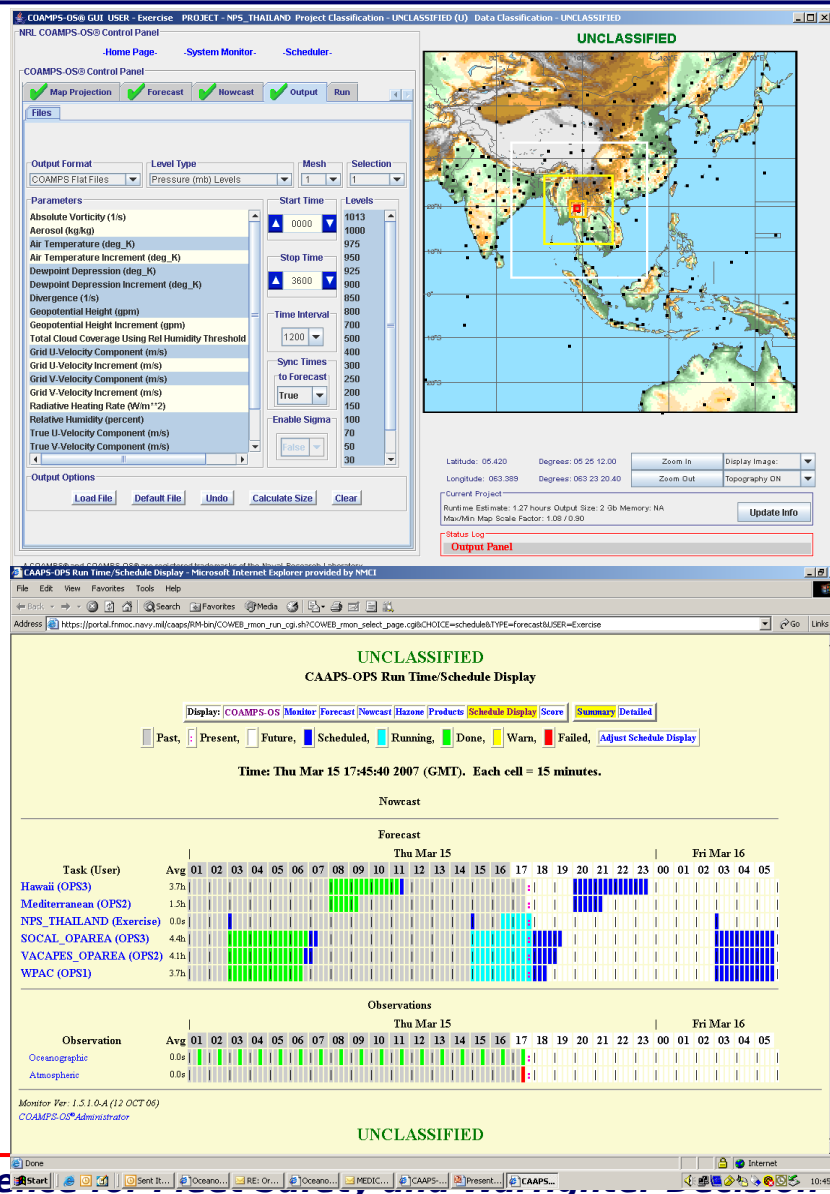 COAMPS-OS® GUI USER - Exercise PROJECT - NPS_THAILAND Project Classification - UNCLASSIFIED (U) Data Classification - UNCLASSIFIED
NRL COAMPS-OS® Control Panel
-Home Page- -System Monitor- -Scheduler-
COAMPS-OS® Control Panel
Map Projection Forecast Nowcast Output Run
Files
Output Format Level Type Mesh Selection
COAMPS Flat Files Pressure (mb) Levels 1 1
Parameters Start Time Levels
Absolute Vorticity (1/s)
Aerosol (kg/kg)
Air Temperature (deg_K)
Air Temperature Increment (deg_K)
Dewpoint Depression (deg_K)
Dewpoint Depression Increment (deg_K)
Divergence (1/s)
Geopotential Height (gpm)
Geopotential Height Increment (gpm)
Total Cloud Coverage Using Rel Humidity Threshold
Grid U-Velocity Component (m/s)
Grid U-Velocity Increment (m/s)
Grid V-Velocity Component (m/s)
Grid V-Velocity Increment (m/s)
Radiative Heating Rate (W/m**2)
Relative Humidity (percent)
True U-Velocity Component (m/s)
True V-Velocity Component (m/s)
0000
Stop Time
3600
Time Interval
1200
Sync Times
to Forecast
True
Enable Sigma
False
1013
1000
975
950
925
900
850
800
700
500
400
300
250
200
150
100
70
50
30
Output Options
Load File Default File Undo Calculate Size Clear
UNCLASSIFIED
Latitude: 05.420 Degrees: 05 25 12.00 Zoom In Display Image:
Longitude: 063.389 Degrees: 063 23 20.40 Zoom Out Topography ON
Current Project
Runtime Estimate: 1.27 hours Output Size: 2 Gb Memory: NA
Max/Min Map Scale Factor: 1.08 / 0.90
Update Info
Status Log
Output Panel
CAAPS-OPS Run Time/Schedule Display - Microsoft Internet Explorer provided by NMCI
File Edit View Favorites Tools Help
Back Search Favorites Media
Address https://portal.fnmoc.navy.mil/caaps/RM-bin/COWEB_rmon_run_cgi.sh?COWEB_rmon_select_page.cgi&CHOICE=schedule&TYPE=forecast&USER=Exercise Go Links
UNCLASSIFIED
CAAPS-OPS Run Time/Schedule Display
Display: COAMPS-OS Monitor Forecast Nowcast Hazone Products Schedule Display Score Summary Detailed
Past, : Present, Future, Scheduled, Running, Done, Warn, Failed, Adjust Schedule Display
Time: Thu Mar 15 17:45:40 2007 (GMT). Each cell = 15 minutes.
Nowcast
Forecast
Thu Mar 15 Fri Mar 16
Task (User) Avg 01 02 03 04 05 06 07 08 09 10 11 12 13 14 15 16 17 18 19 20 21 22 23 00 01 02 03 04 05
Hawaii (OPS3) 3.7h
Mediterranean (OPS2) 1.5h
NPS_THAILAND (Exercise) 0.0s
SOCAL_OPAREA (OPS3) 4.4h
VACAPES_OPAREA (OPS2) 4.1h
WPAC (OPS1) 3.7h
Observations
Thu Mar 15 Fri Mar 16
Observation Avg 01 02 03 04 05 06 07 08 09 10 11 12 13 14 15 16 17 18 19 20 21 22 23 00 01 02 03 04 05
Oceanographic 0.0s
Atmospheric 0.0s
Monitor Ver: 1.5.1.0-A (12 OCT 06)
COAMPS-OS® Administrator
UNCLASSIFIED
Done Internet
Start Sent It... Oceano... RE: Or... Oceano... MEDIC... CAAPS-... Present... CAAPS... 10:45